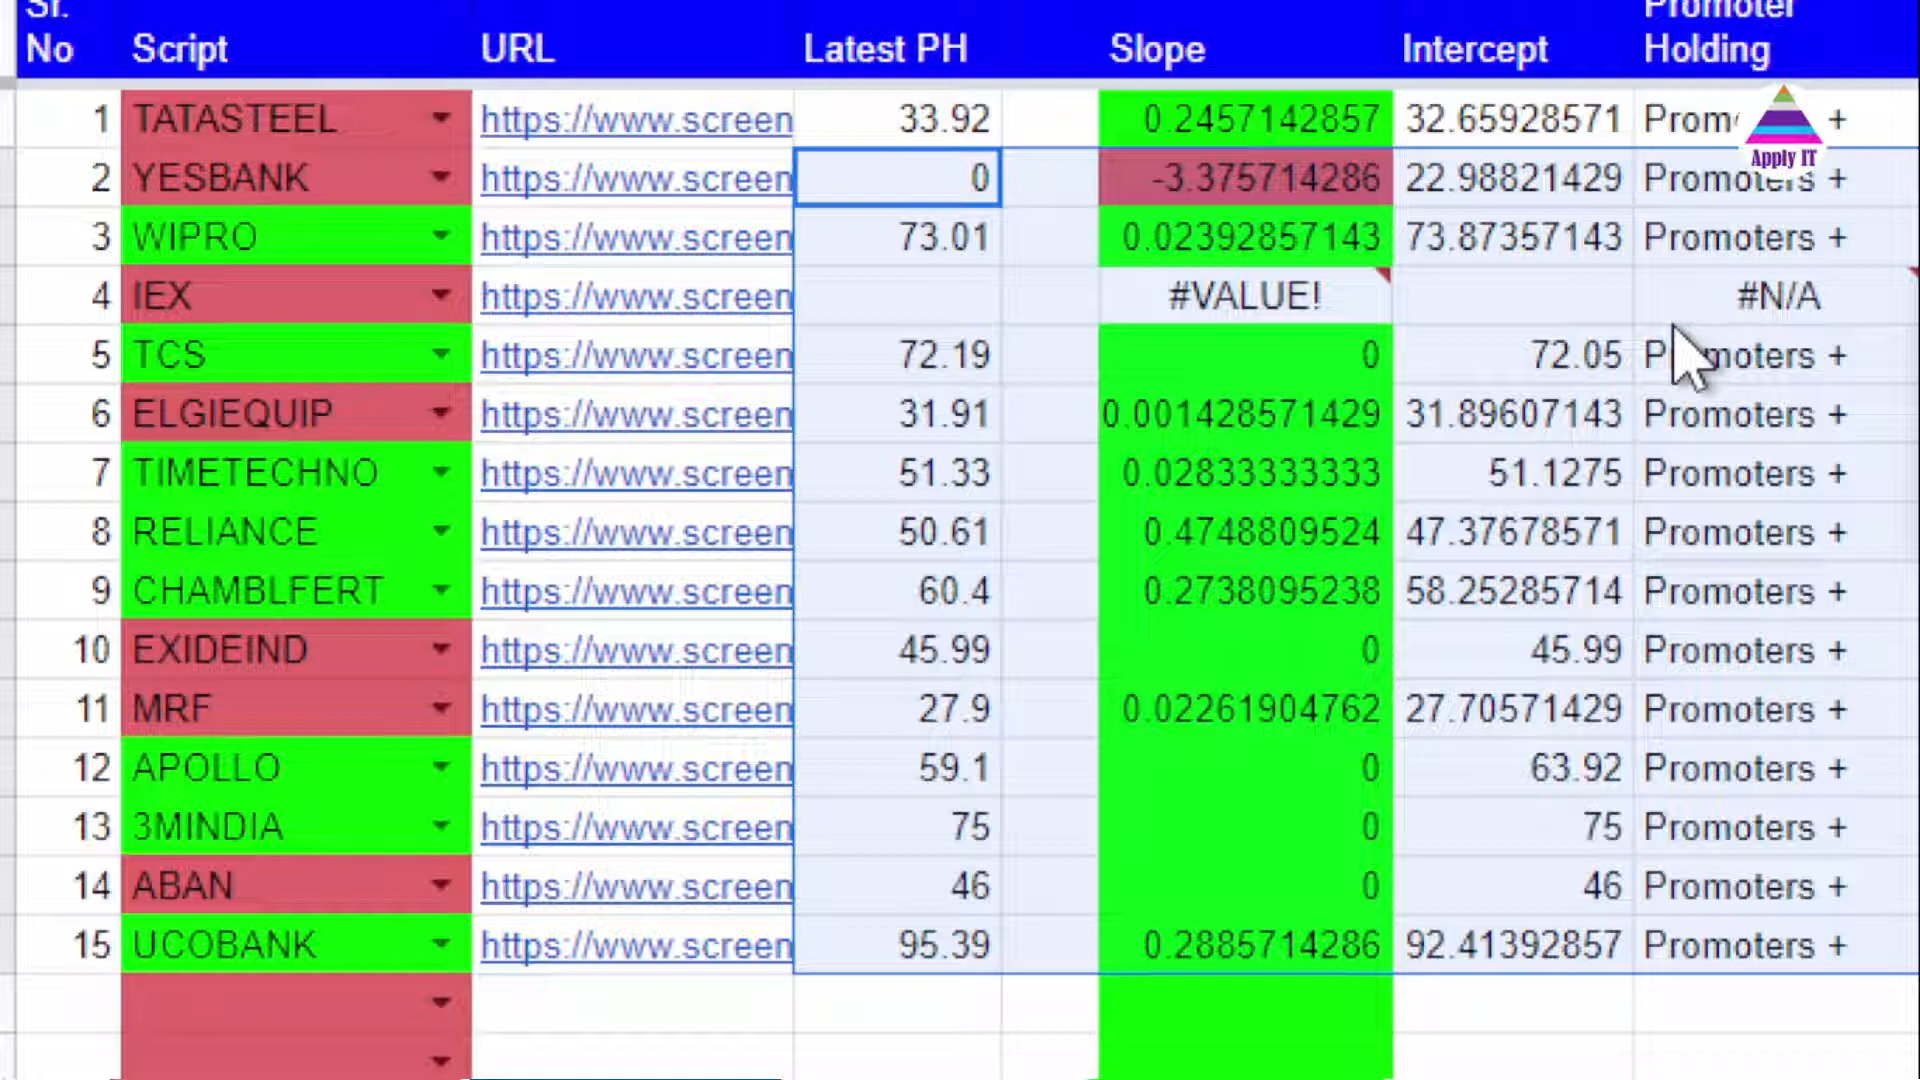 Sr. No Script URL Latest PH Slope Intercept Promoter Holding
1 TATASTEEL https://www.screen 33.92 0.2457142857 32.65928571 +
Apply IT
2 YESBANK https://www.screen 0 -3.375714286 22.98821429 Promoters +
3 WIPRO https://www.screen 73.01 0.02392857143 73.87357143 Promoters +
4 IEX https://www.screen #VALUE! #N/A
5 TCS https://www.screen 72.19 0 72.05 Promoters +
6 ELGIEQUIP https://www.screen 31.91 0.001428571429 31.89607143 Promoters +
7 TIMETECHNO https://www.screen 51.33 0.02833333333 51.1275 Promoters +
8 RELIANCE https://www.screen 50.61 0.4748809524 47.37678571 Promoters +
9 CHAMBLFERT https://www.screen 60.4 0.2738095238 58.25285714 Promoters +
10 EXIDEIND https://www.screen 45.99 0 45.99 Promoters +
11 MRF https://www.screen 27.9 0.02261904762 27.70571429 Promoters +
12 APOLLO https://www.screen 59.1 0 63.92 Promoters +
13 3MINDIA https://www.screen 75 0 75 Promoters +
14 ABAN https://www.screen 46 0 46 Promoters +
15 UCOBANK https://www.screen 95.39 0.2885714286 92.41392857 Promoters +